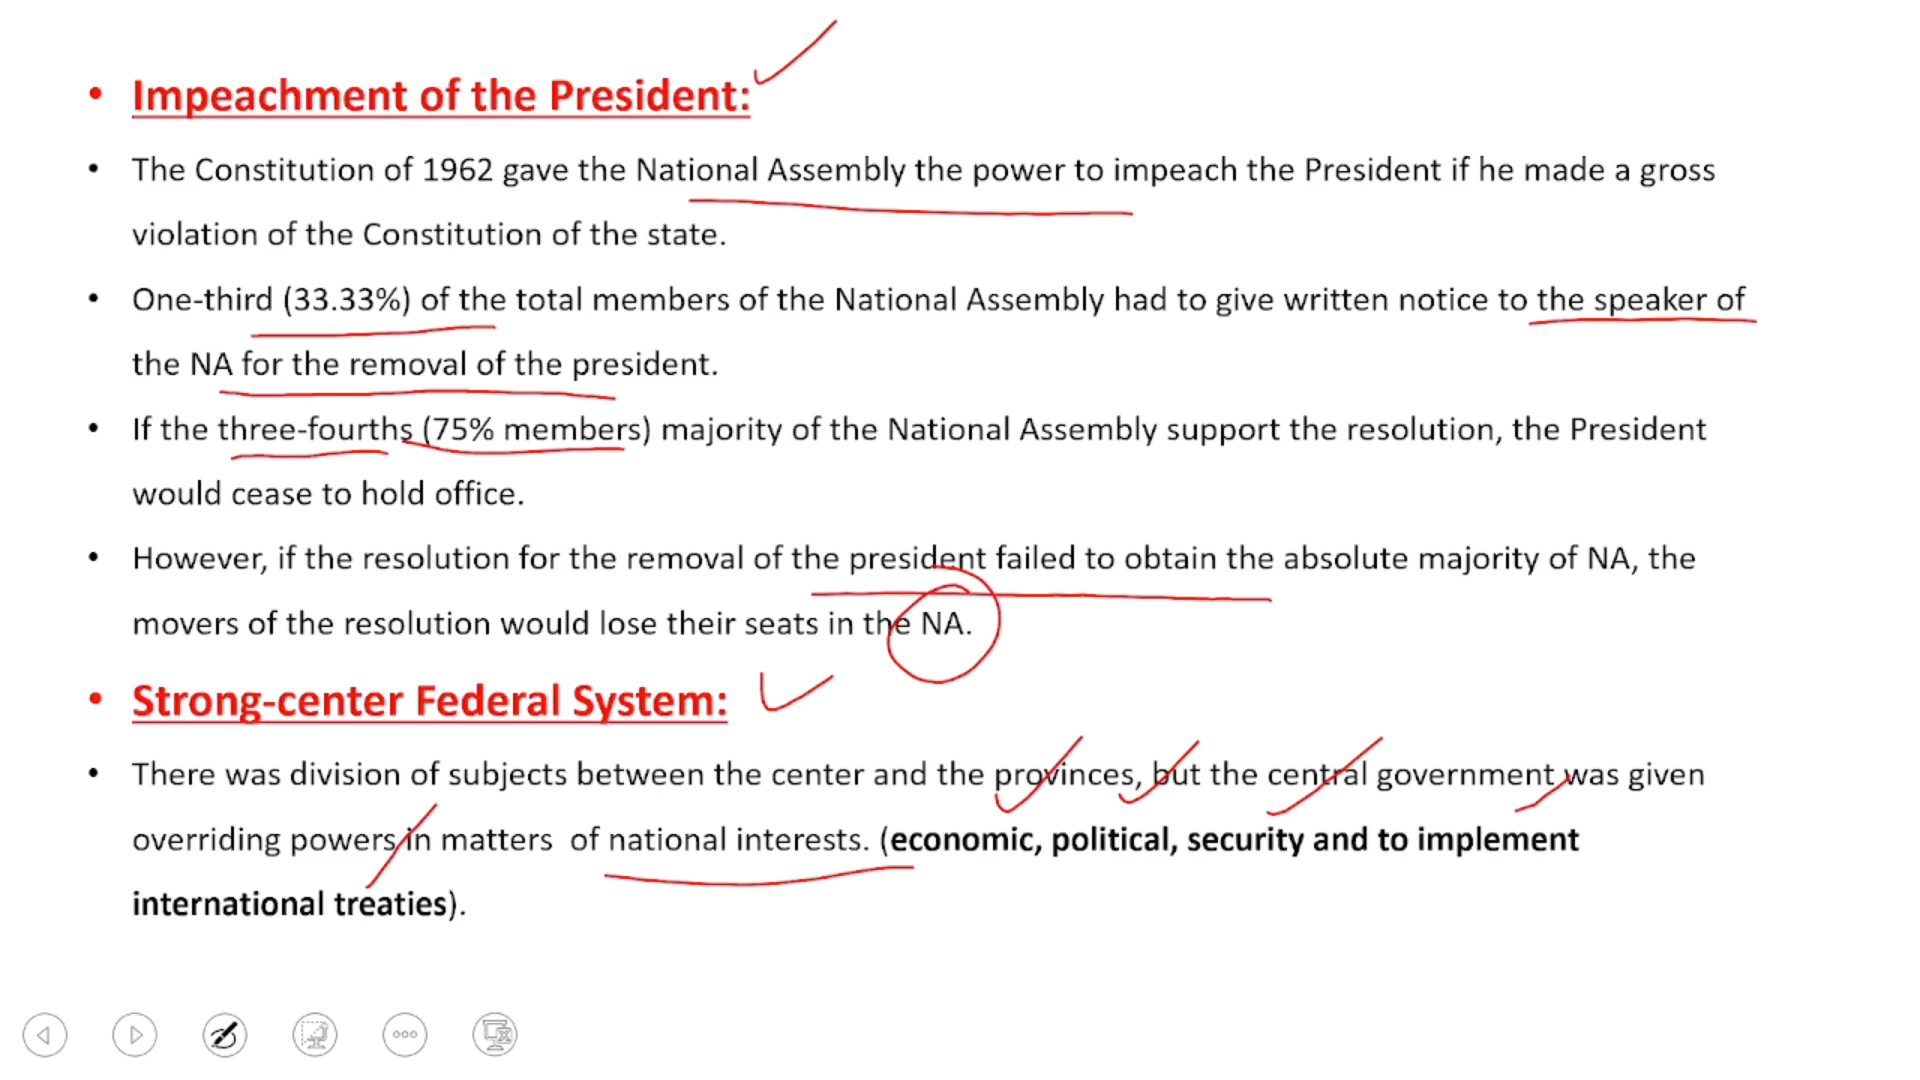 • Impeachment of the President:
• The Constitution of 1962 gave the National Assembly the power to impeach the President if he made a gross
violation of the Constitution of the state.
• One-third (33.33%) of the total members of the National Assembly had to give written notice to the speaker of
the NA for the removal of the president.
• If the three-fourths (75% members) majority of the National Assembly support the resolution, the President
would cease to hold office.
• However, if the resolution for the removal of the president failed to obtain the absolute majority of NA, the
movers of the resolution would lose their seats in the NA.
• Strong-center Federal System:
• There was division of subjects between the center and the provinces, but the central government was given
overriding powers in matters  of national interests. (economic, political, security and to implement
international treaties).